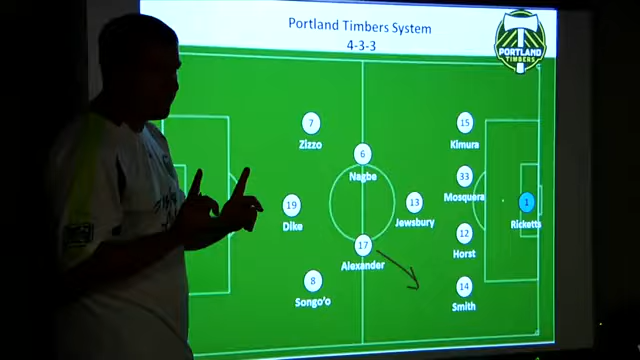 Portland Timbers System
4-3-3
PORTLAND
TIMBERS
7
Zizzo
15
Kimura
6
Nagbe
33
Mosquera
19
Dike
13
Jewsbury
1
Ricketts
12
Horst
17
Alexander
8
Songo'o
14
Smith